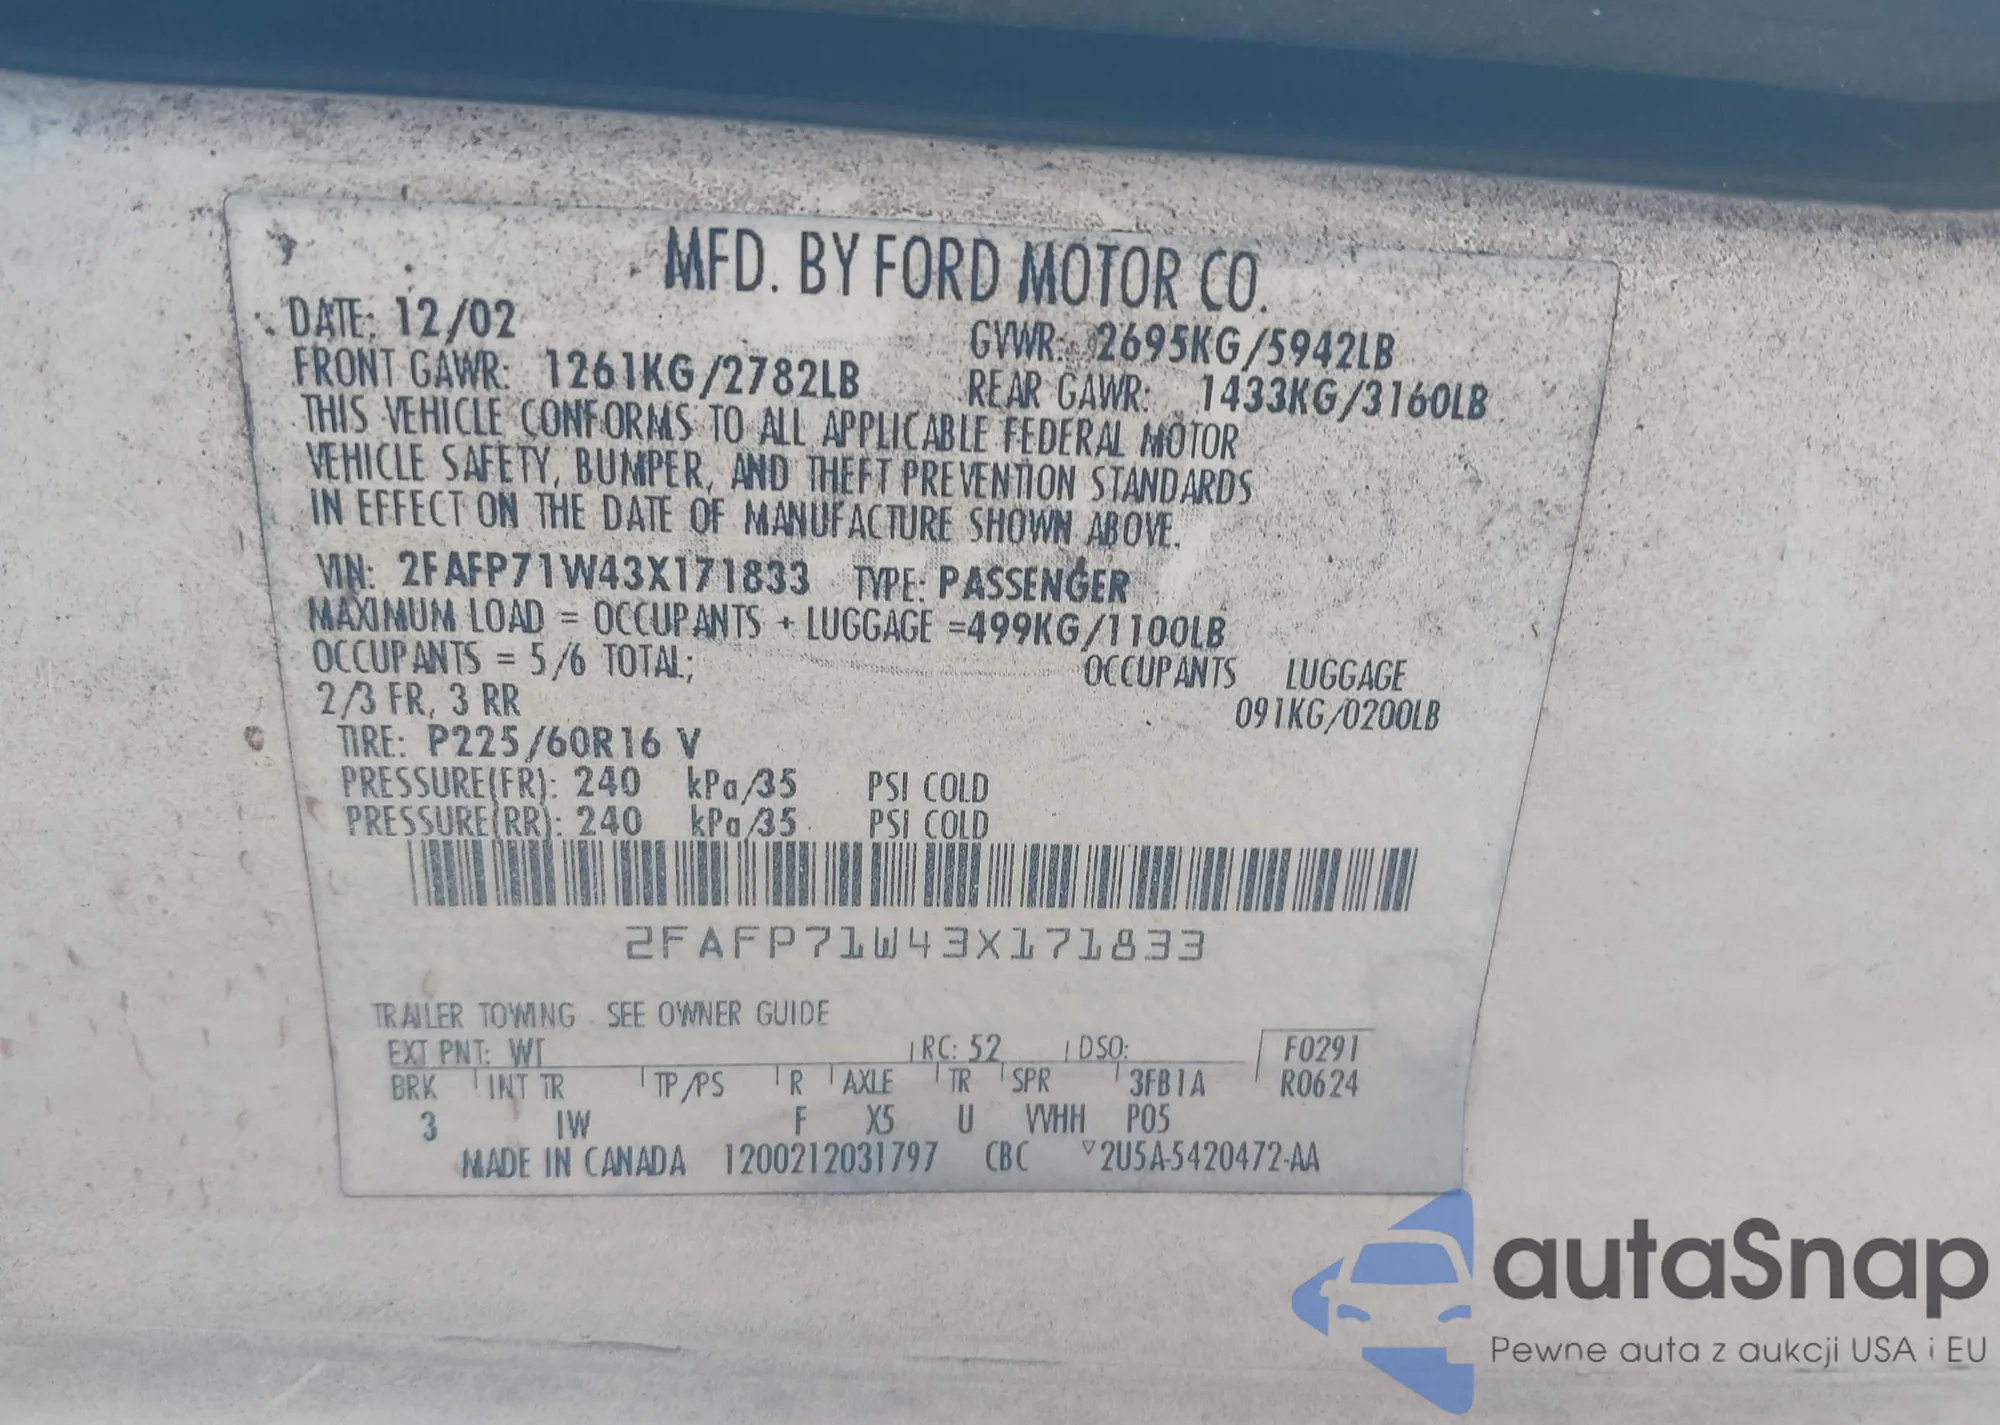 MFD. BY FORD MOTOR CO.
DATE: 12/02 GVWR: 2695KG/5942LB
FRONT GAWR: 1261KG/2782LB REAR GAWR: 1433KG/3160LB
THIS VEHICLE CONFORMS TO ALL APPLICABLE FEDERAL MOTOR
VEHICLE SAFETY, BUMPER, AND THEFT PREVENTION STANDARDS
IN EFFECT ON THE DATE OF MANUFACTURE SHOWN ABOVE.
VIN: 2FAFP71W43X171833 TYPE: PASSENGER
MAXIMUM LOAD = OCCUPANTS + LUGGAGE =499KG/1100LB
OCCUPANTS = 5/6 TOTAL; OCCUPANTS LUGGAGE
2/3 FR, 3 RR 091KG/0200LB
TIRE: P225/60R16 V
PRESSURE(FR): 240 kPa/35 PSI COLD
PRESSURE(RR): 240 kPa/35 PSI COLD
2FAFP71W43X171833
TRAILER TOWING - SEE OWNER GUIDE
EXT PNT: WT RC: 52 DSO: F0291
BRK INT TR TP/PS R AXLE TR SPR 3FB1A R0624
3 IW F X5 U VVHH P05
MADE IN CANADA 1200212031797 CBC ▽2U5A-5420472-AA
autaSnap
Pewne auta z aukcji USA i EU